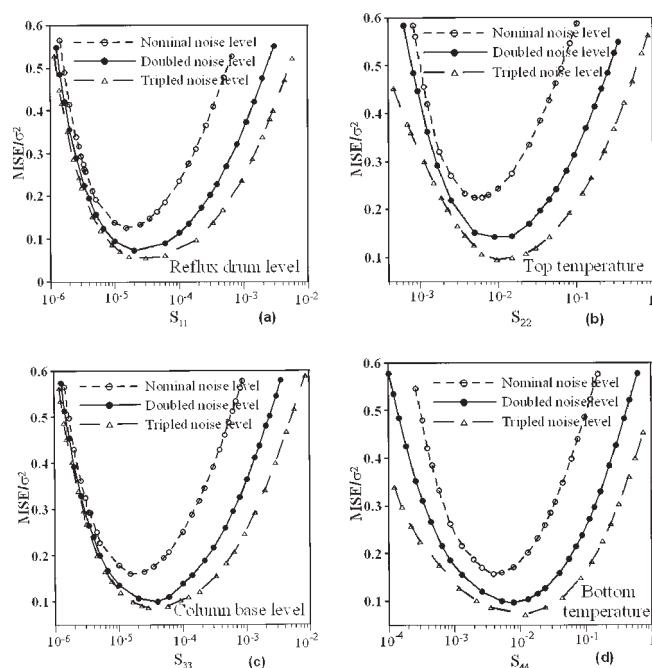 0.6
0.5
0.4
0.3
0.2
0.1
0
MSE/σ²
Nominal noise level
Doubled noise level
Tripled noise level
Reflux drum level
10⁻⁶ 10⁻⁵ 10⁻⁴ 10⁻³ 10⁻²
S₁₁ (a)
0.6
0.5
0.4
0.3
0.2
0.1
MSE/σ²
Nominal noise level
Doubled noise level
Tripled noise level
Top temperature
10⁻³ 10⁻² 10⁻¹
S₂₂ (b)
0.6
0.5
0.4
0.3
0.2
0.1
MSE/σ²
Nominal noise level
Doubled noise level
Tripled noise level
Column base level
10⁻⁶ 10⁻⁵ 10⁻⁴ 10⁻³ 10⁻²
S₃₃ (c)
0.6
0.5
0.4
0.3
0.2
0.1
MSE/σ²
Nominal noise level
Doubled noise level
Tripled noise level
Bottom
temperature
10⁻⁴ 10⁻³ 10⁻² 10⁻¹
S₄₄ (d)